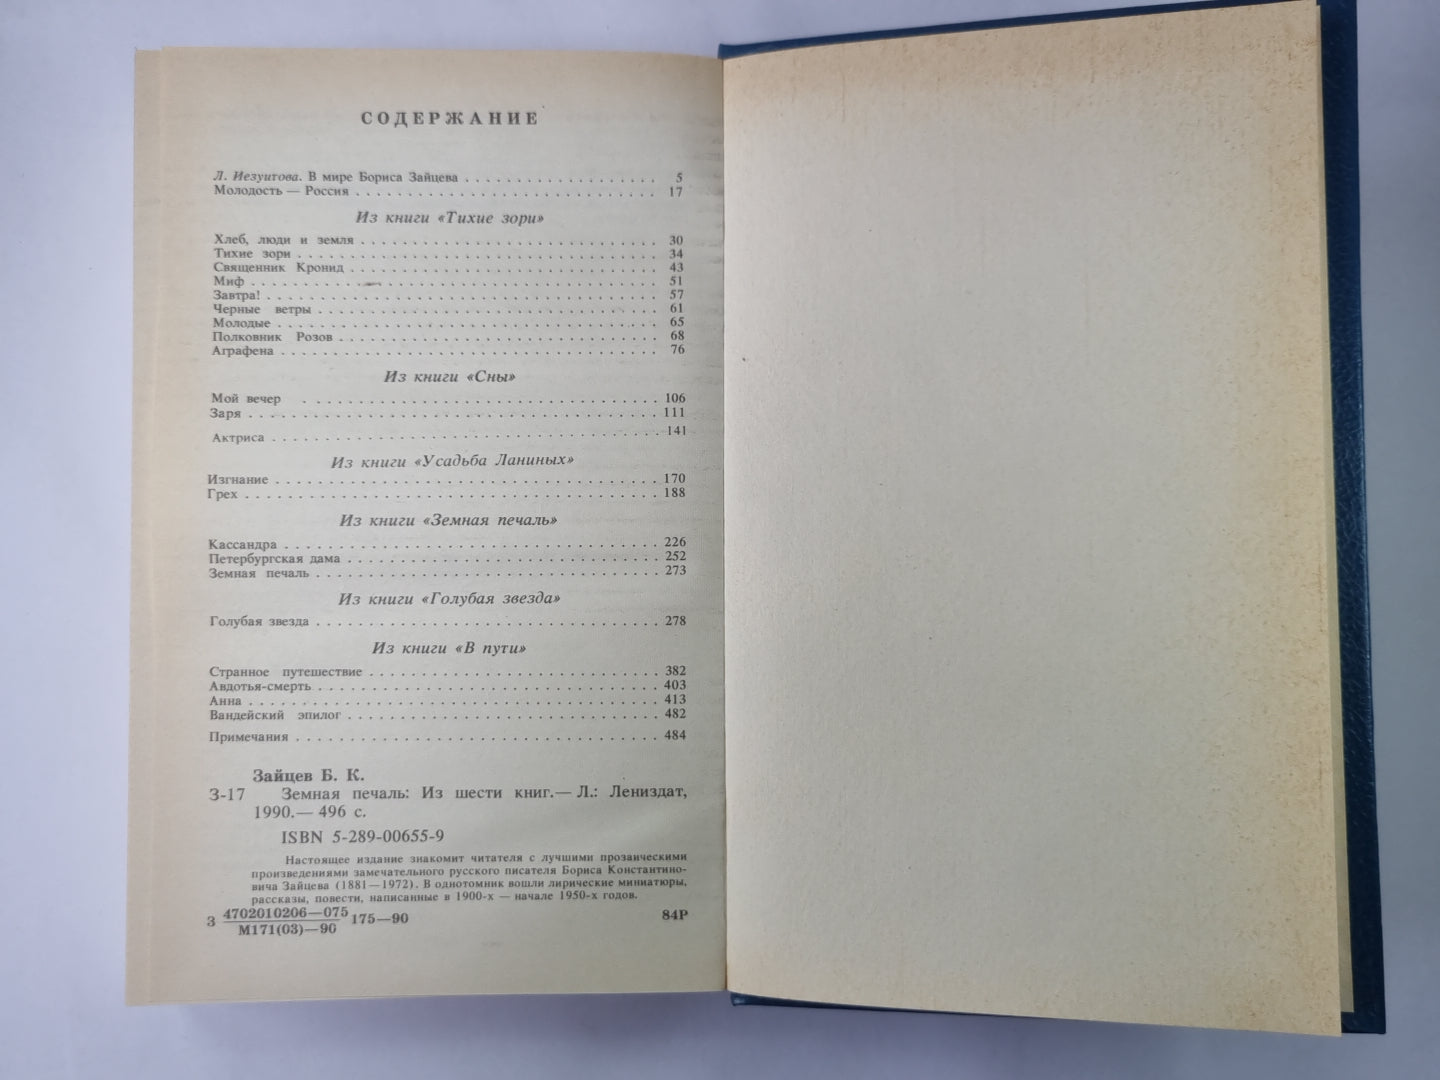 СОДЕРЖАНИЕ
Л. Иезуитова. В мире Бориса Зайцева . . . . . . . . . . . . . . . . . . . 5
Молодость — Россия . . . . . . . . . . . . . . . . . . . . . . . . . . . . . 17
Из книги «Тихие зори»
Хлеб, люди и земля . . . . . . . . . . . . . . . . . . . . . . . . . . . . . 30
Тихие зори . . . . . . . . . . . . . . . . . . . . . . . . . . . . . . . . . . . 34
Священник Кронид . . . . . . . . . . . . . . . . . . . . . . . . . . . . . . 43
Миф . . . . . . . . . . . . . . . . . . . . . . . . . . . . . . . . . . . . . . . . 51
Завтра! . . . . . . . . . . . . . . . . . . . . . . . . . . . . . . . . . . . . . . 57
Черные ветры . . . . . . . . . . . . . . . . . . . . . . . . . . . . . . . . . 61
Молодые . . . . . . . . . . . . . . . . . . . . . . . . . . . . . . . . . . . . . 65
Полковник Розов . . . . . . . . . . . . . . . . . . . . . . . . . . . . . . . 68
Аграфена . . . . . . . . . . . . . . . . . . . . . . . . . . . . . . . . . . . . . 76
Из книги «Сны»
Мой вечер . . . . . . . . . . . . . . . . . . . . . . . . . . . . . . . . . . . 106
Заря . . . . . . . . . . . . . . . . . . . . . . . . . . . . . . . . . . . . . . . . 111
Актриса . . . . . . . . . . . . . . . . . . . . . . . . . . . . . . . . . . . . . 141
Из книги «Усадьба Ланиных»
Изгнание . . . . . . . . . . . . . . . . . . . . . . . . . . . . . . . . . . . . . 170
Грех . . . . . . . . . . . . . . . . . . . . . . . . . . . . . . . . . . . . . . . . 188
Из книги «Земная печаль»
Кассандра . . . . . . . . . . . . . . . . . . . . . . . . . . . . . . . . . . . . 226
Петербургская дама . . . . . . . . . . . . . . . . . . . . . . . . . . . . . . 252
Земная печаль . . . . . . . . . . . . . . . . . . . . . . . . . . . . . . . . . 273
Из книги «Голубая звезда»
Голубая звезда . . . . . . . . . . . . . . . . . . . . . . . . . . . . . . . . . 278
Из книги «В пути»
Странное путешествие . . . . . . . . . . . . . . . . . . . . . . . . . . . . 382
Авдотья-смерть . . . . . . . . . . . . . . . . . . . . . . . . . . . . . . . . . 403
Анна . . . . . . . . . . . . . . . . . . . . . . . . . . . . . . . . . . . . . . . . 413
Вандейский эпилог . . . . . . . . . . . . . . . . . . . . . . . . . . . . . . 482
Примечания . . . . . . . . . . . . . . . . . . . . . . . . . . . . . . . . . . . 484
Зайцев Б. К.
З-17 Земная печаль: Из шести книг.— Л.: Лениздат,
1990.— 496 с.
ISBN 5-289-00655-9
Настоящее издание знакомит читателя с лучшими прозаическими
произведениями замечательного русского писателя Бориса Константино-
вича Зайцева (1881—1972). В однотомник вошли лирические миниатюры,
рассказы, повести, написанные в 1900-х — начале 1950-х годов.
З 4702010206—075 175—90 84Р
М171(03)—90